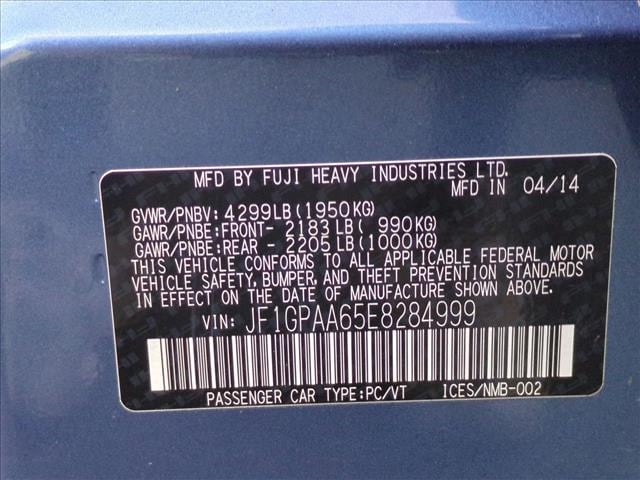 MFD BY FUJI HEAVY INDUSTRIES LTD.
MFD IN 04/14
GVWR/PNBV: 4299LB (1950KG)
GAWR/PNBE:FRONT- 2183LB ( 990KG)
GAWR/PNBE:REAR - 2205LB (1000KG)
THIS VEHICLE CONFORMS TO ALL APPLICABLE FEDERAL MOTOR
VEHICLE SAFETY, BUMPER, AND THEFT PREVENTION STANDARDS
IN EFFECT ON THE DATE OF MANUFACTURE SHOWN ABOVE.
VIN: JF1GPAA65E8284999
PASSENGER CAR TYPE:PC/VT ICES/NMB-002